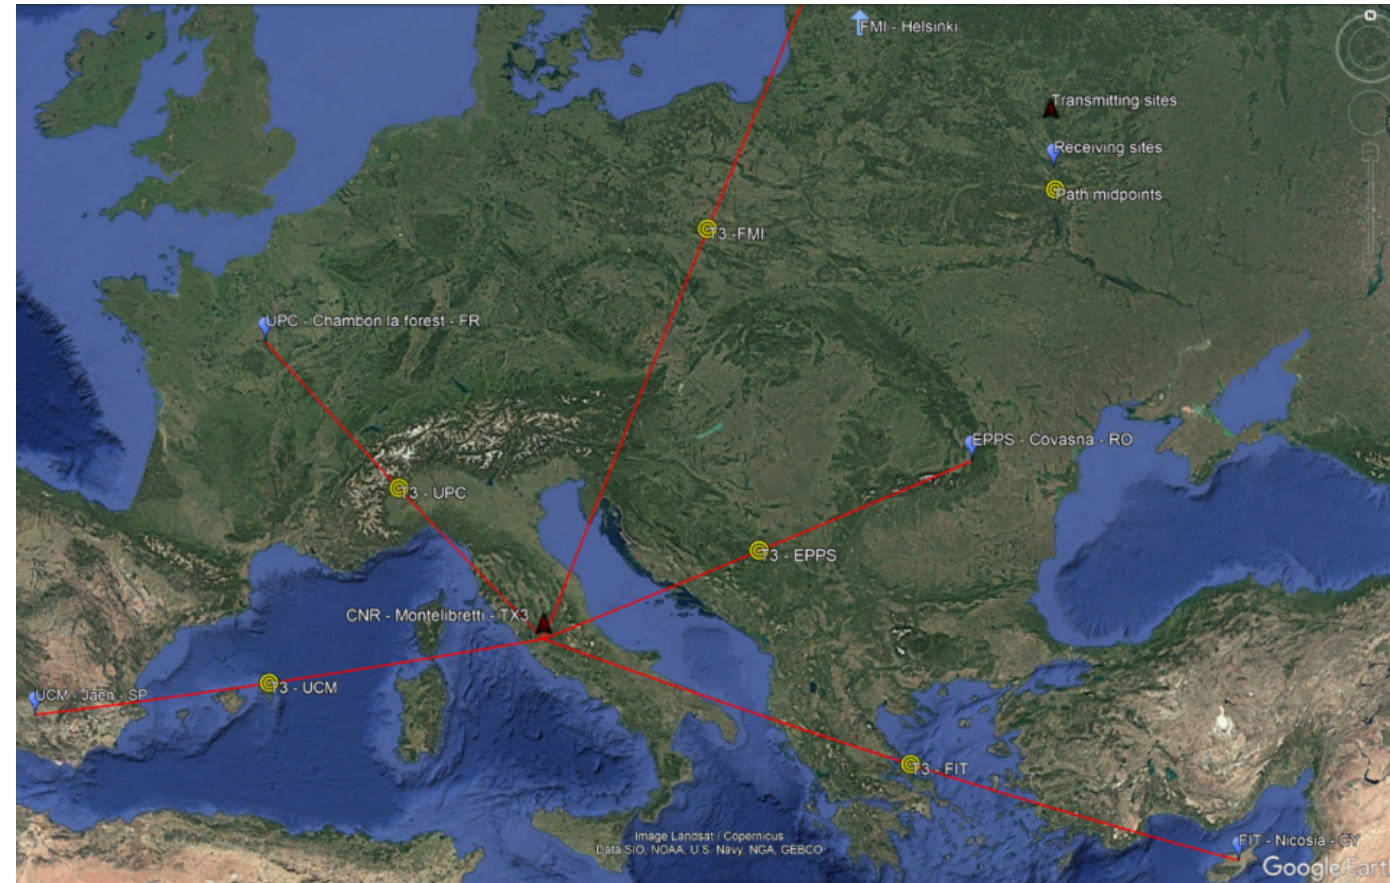 N
FMI - Helsinki
Transmitting sites
Receiving sites
Path midpoints
T3 -FMI
UPC - Chambon la forest - FR
EPPS - Covasna - RO
T3 - UPC
T3 - EPPS
CNR - Montelibretti - TX3
T3 - UCM
UCM - Jaén - SP
T3 - FIT
Image Landsat / Copernicus
Data SIO, NOAA, U.S. Navy, NGA, GEBCO
FIT - Nicosia - CY
Google Earth